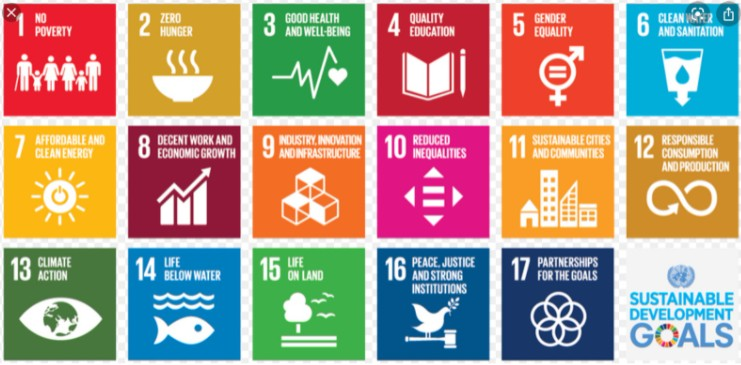 1 NO
POVERTY
2 ZERO
HUNGER
3 GOOD HEALTH
AND WELL-BEING
4 QUALITY
EDUCATION
5 GENDER
EQUALITY
6 CLEAN WATER
AND SANITATION
7 AFFORDABLE AND
CLEAN ENERGY
8 DECENT WORK AND
ECONOMIC GROWTH
9 INDUSTRY, INNOVATION
AND INFRASTRUCTURE
10 REDUCED
INEQUALITIES
11 SUSTAINABLE CITIES
AND COMMUNITIES
12 RESPONSIBLE
CONSUMPTION
AND PRODUCTION
13 CLIMATE
ACTION
14 LIFE
BELOW WATER
15 LIFE
ON LAND
16 PEACE, JUSTICE
AND STRONG
INSTITUTIONS
17 PARTNERSHIPS
FOR THE GOALS
SUSTAINABLE
DEVELOPMENT
GOALS